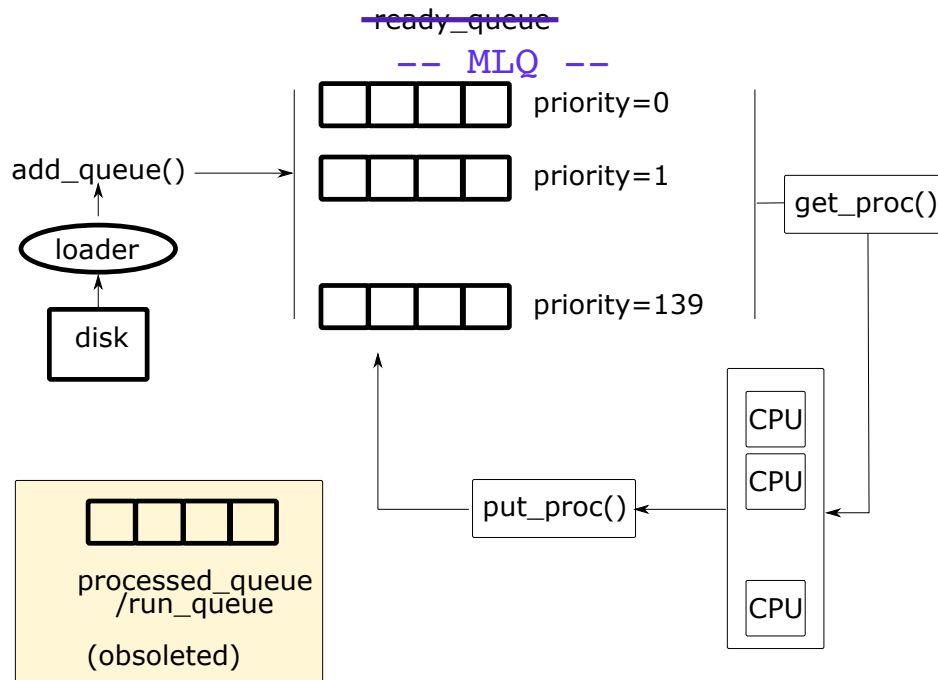 ready_queue
-- MLQ --
priority=0
add_queue()
priority=1
get_proc()
loader
priority=139
disk
CPU
CPU
put_proc()
CPU
processed_queue
/run_queue
(obsoleted)